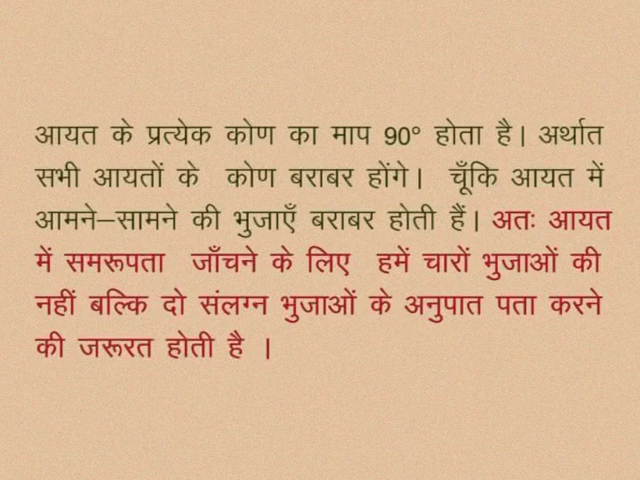 आयत के प्रत्येक कोण का माप 90° होता है। अर्थात
सभी आयतों के कोण बराबर होंगे। चूँकि आयत में
आमने–सामने की भुजाएँ बराबर होती हैं। अतः आयत
में समरूपता जाँचने के लिए हमें चारों भुजाओं की
नहीं बल्कि दो संलग्न भुजाओं के अनुपात पता करने
की जरूरत होती है ।